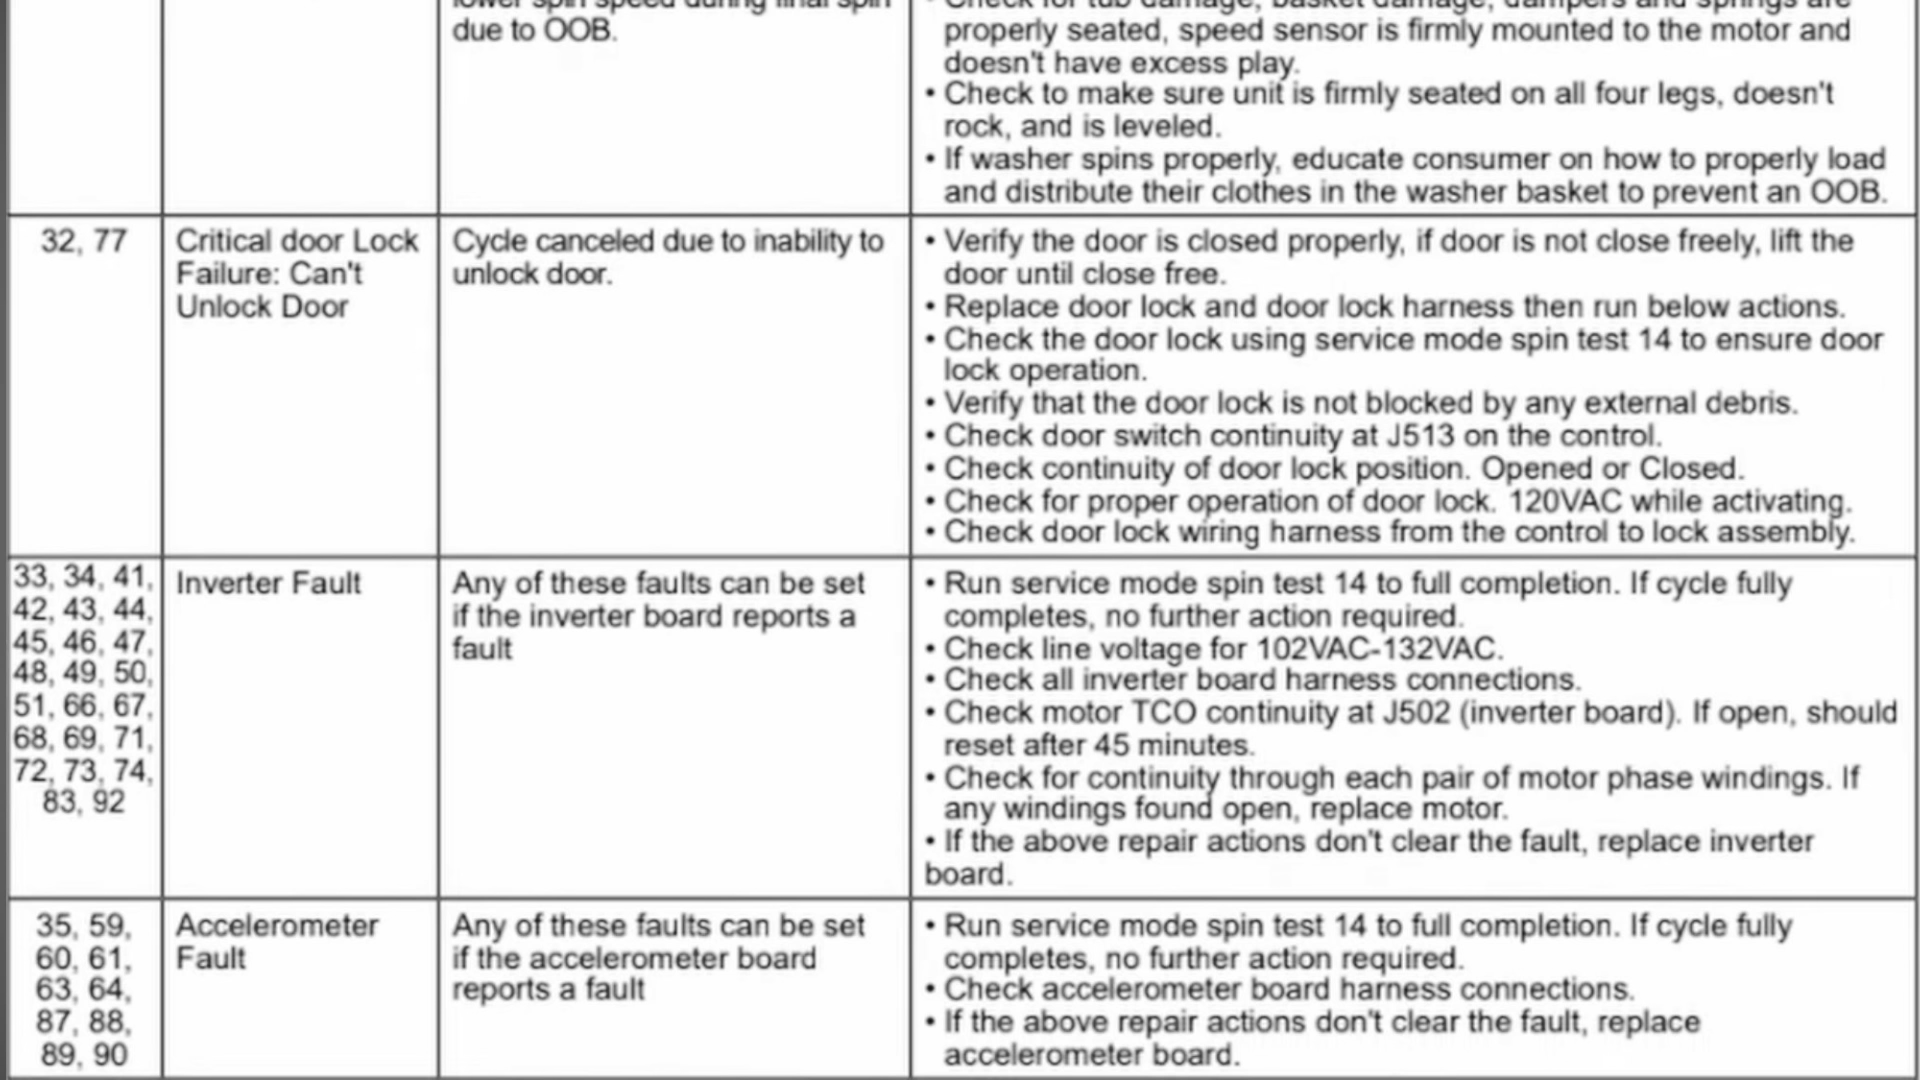 lower spin speed during final spin
due to OOB.
• Check for tub damage, basket damage, dampers and springs are
properly seated, speed sensor is firmly mounted to the motor and
doesn't have excess play.
• Check to make sure unit is firmly seated on all four legs, doesn't
rock, and is leveled.
• If washer spins properly, educate consumer on how to properly load
and distribute their clothes in the washer basket to prevent an OOB.
32, 77
Critical door Lock
Failure: Can't
Unlock Door
Cycle canceled due to inability to
unlock door.
• Verify the door is closed properly, if door is not close freely, lift the
door until close free.
• Replace door lock and door lock harness then run below actions.
• Check the door lock using service mode spin test 14 to ensure door
lock operation.
• Verify that the door lock is not blocked by any external debris.
• Check door switch continuity at J513 on the control.
• Check continuity of door lock position. Opened or Closed.
• Check for proper operation of door lock. 120VAC while activating.
• Check door lock wiring harness from the control to lock assembly.
33, 34, 41,
42, 43, 44,
45, 46, 47,
48, 49, 50,
51, 66, 67,
68, 69, 71,
72, 73, 74,
83, 92
Inverter Fault
Any of these faults can be set
if the inverter board reports a
fault
• Run service mode spin test 14 to full completion. If cycle fully
completes, no further action required.
• Check line voltage for 102VAC-132VAC.
• Check all inverter board harness connections.
• Check motor TCO continuity at J502 (inverter board). If open, should
reset after 45 minutes.
• Check for continuity through each pair of motor phase windings. If
any windings found open, replace motor.
• If the above repair actions don't clear the fault, replace inverter
board.
35, 59,
60, 61,
63, 64,
87, 88,
89, 90
Accelerometer
Fault
Any of these faults can be set
if the accelerometer board
reports a fault
• Run service mode spin test 14 to full completion. If cycle fully
completes, no further action required.
• Check accelerometer board harness connections.
• If the above repair actions don't clear the fault, replace
accelerometer board.